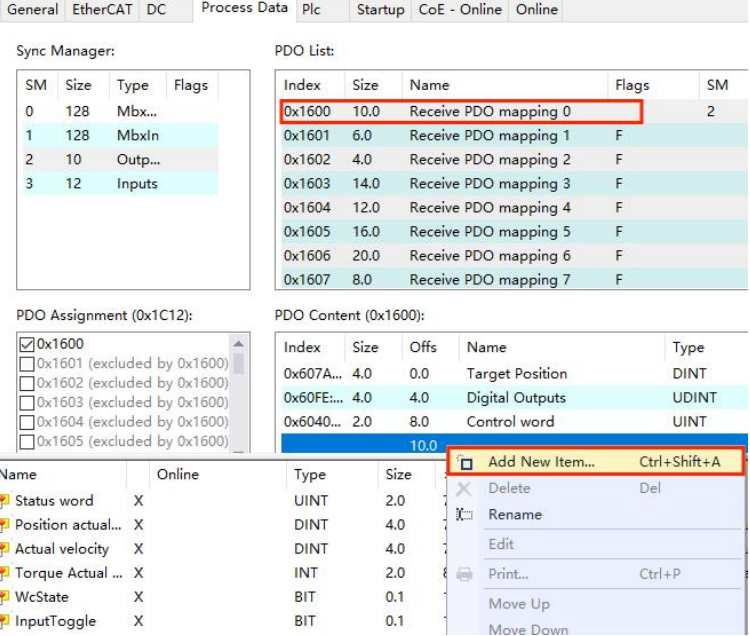 General EtherCAT DC Process Data Plc Startup CoE - Online Online
Sync Manager:
SM Size Type Flags
0 128 Mbx...
1 128 MbxIn
2 10 Outp...
3 12 Inputs
PDO List:
Index Size Name Flags SM
0x1600 10.0 Receive PDO mapping 0 2
0x1601 6.0 Receive PDO mapping 1 F
0x1602 4.0 Receive PDO mapping 2 F
0x1603 14.0 Receive PDO mapping 3 F
0x1604 12.0 Receive PDO mapping 4 F
0x1605 16.0 Receive PDO mapping 5 F
0x1606 20.0 Receive PDO mapping 6 F
0x1607 8.0 Receive PDO mapping 7 F
PDO Assignment (0x1C12):
0x1600
0x1601 (excluded by 0x1600)
0x1602 (excluded by 0x1600)
0x1603 (excluded by 0x1600)
0x1604 (excluded by 0x1600)
0x1605 (excluded by 0x1600)
PDO Content (0x1600):
Index Size Offs Name Type
0x607A... 4.0 0.0 Target Position DINT
0x60FE:... 4.0 4.0 Digital Outputs UDINT
0x6040... 2.0 8.0 Control word UINT
10.0
Name Online Type Size
Status word X UINT 2.0
Position actual... X DINT 4.0
Actual velocity X DINT 4.0
Torque Actual ... X INT 2.0
WcState X BIT 0.1
InputToggle X BIT 0.1
Add New Item... Ctrl+Shift+A
Delete Del
Rename
Edit
Print... Ctrl+P
Move Up
Move Down